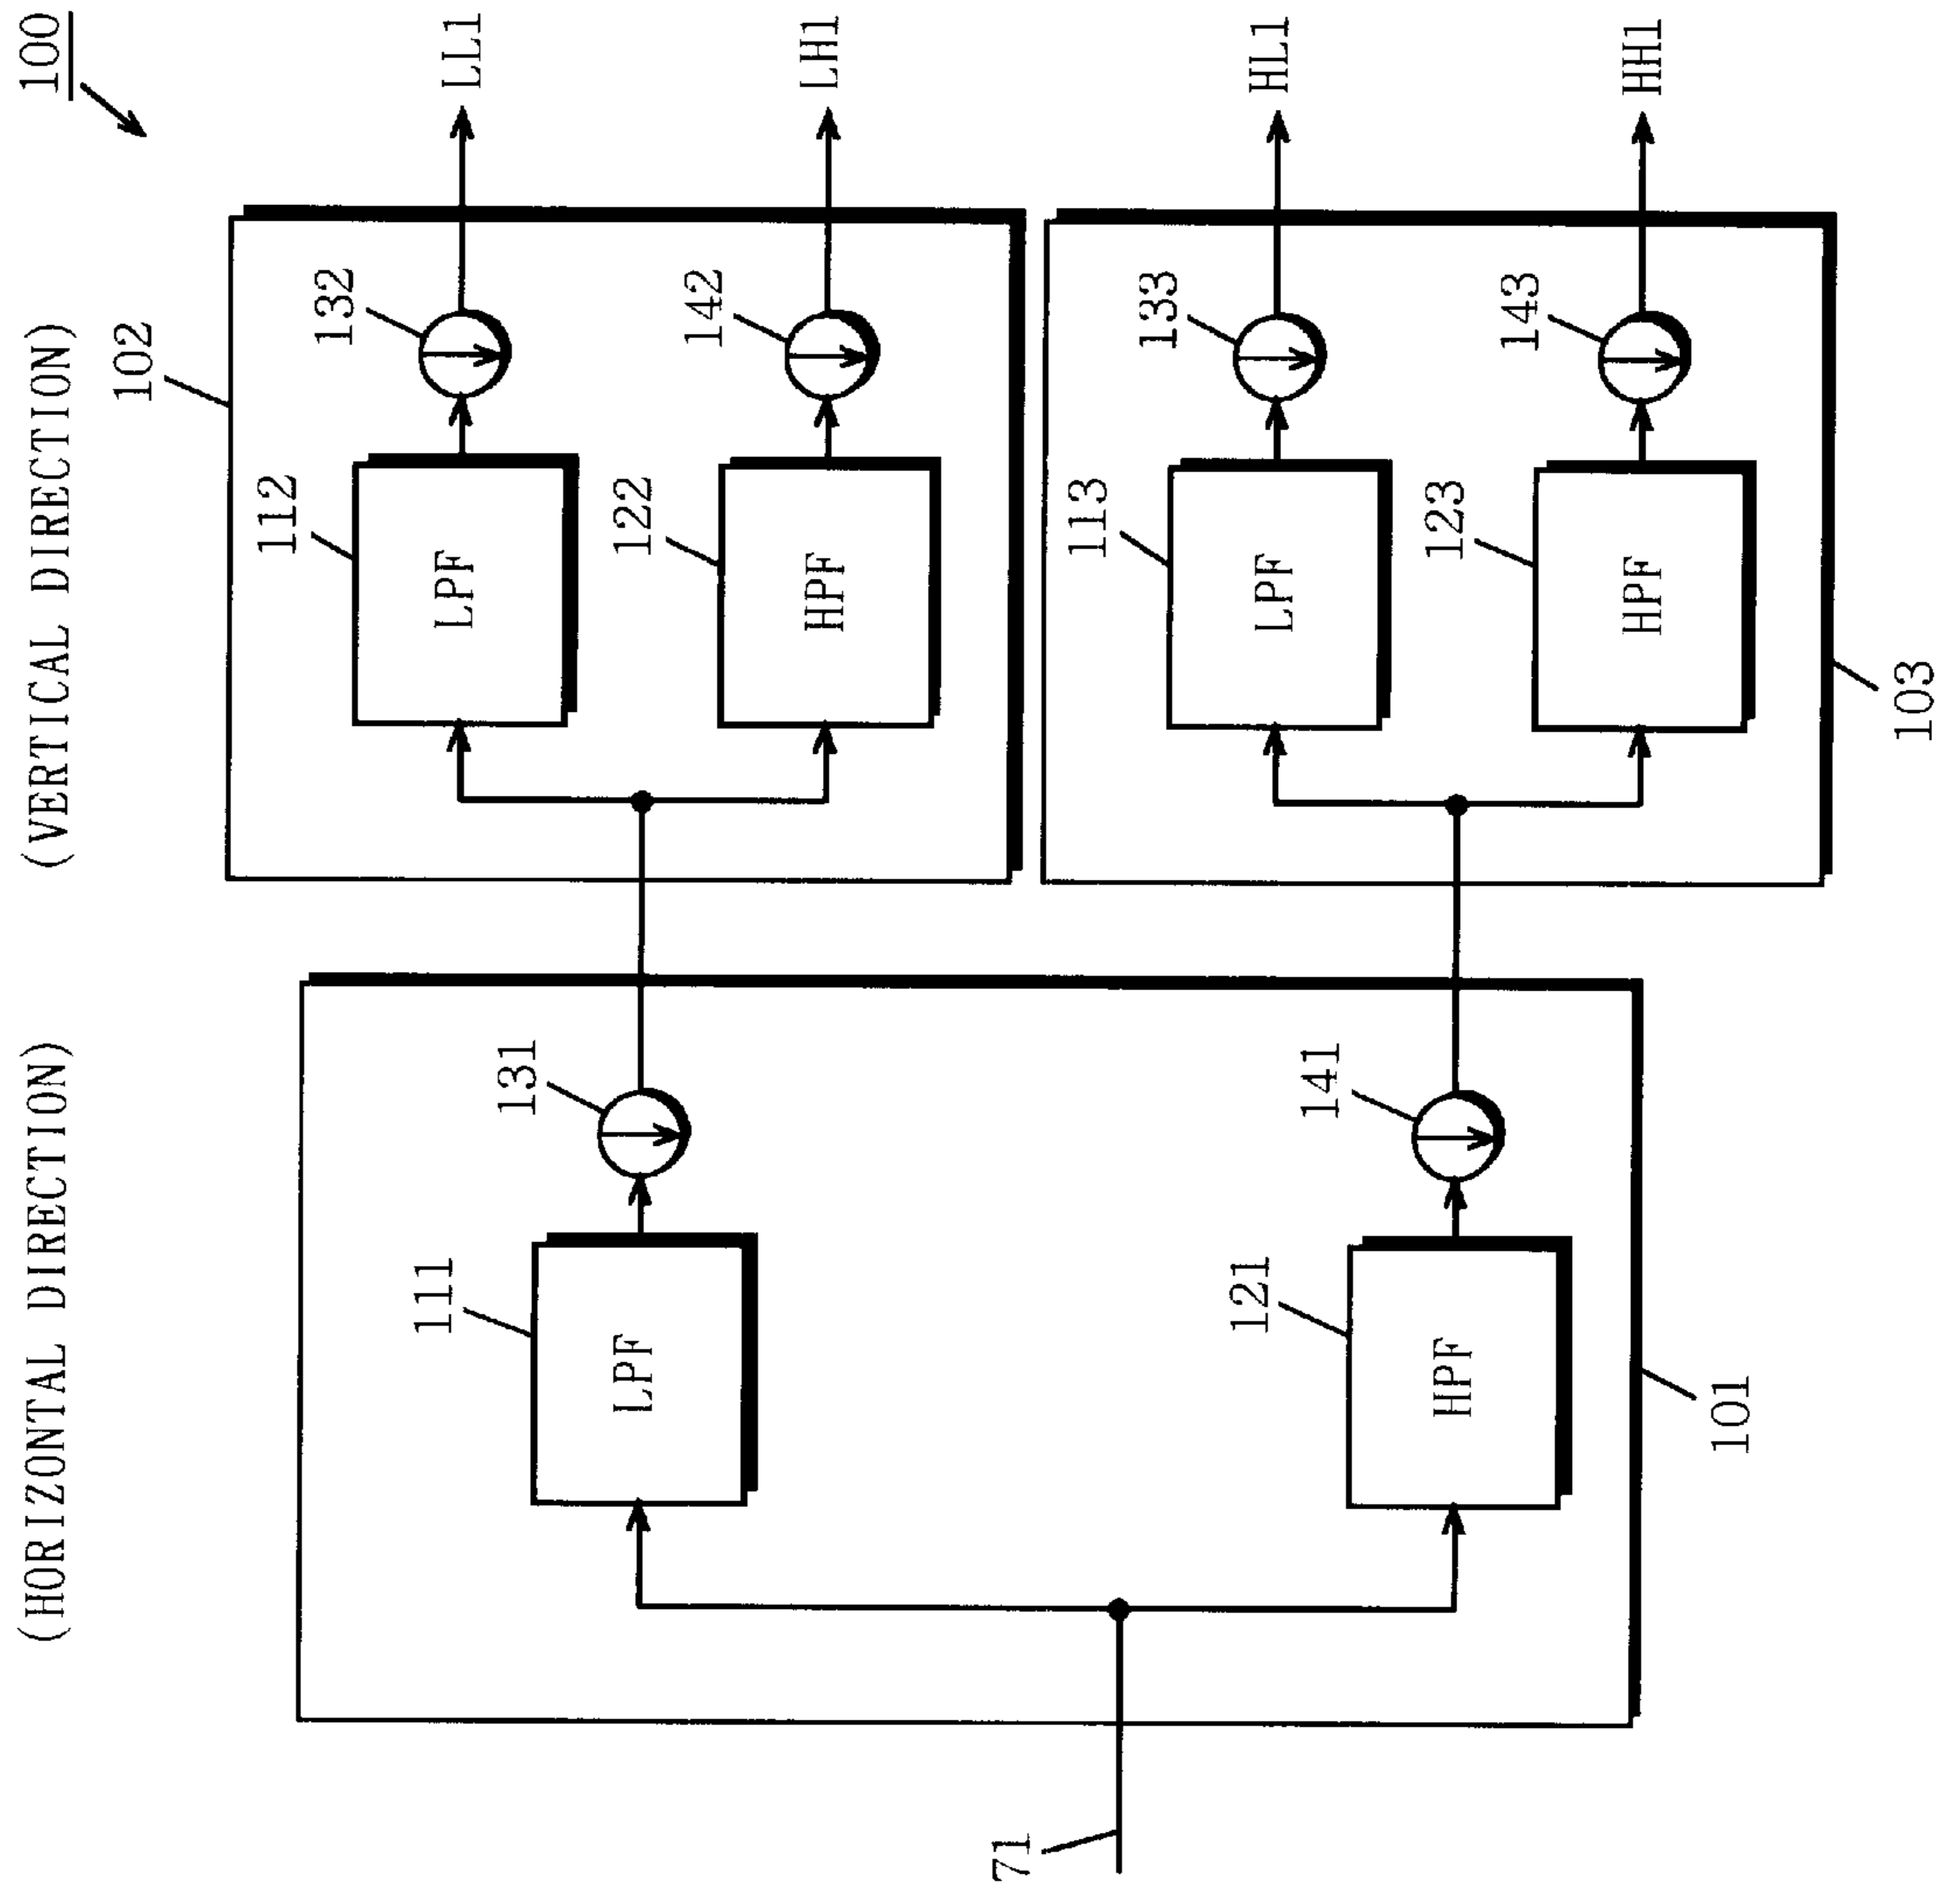 100
(HORIZONTAL DIRECTION)
(VERTICAL DIRECTION)
102
112
132
LL1
LPF
122
142
LH1
HPF
111
131
LPF
71
121
141
HPF
101
113
133
HL1
LPF
123
143
HH1
HPF
103